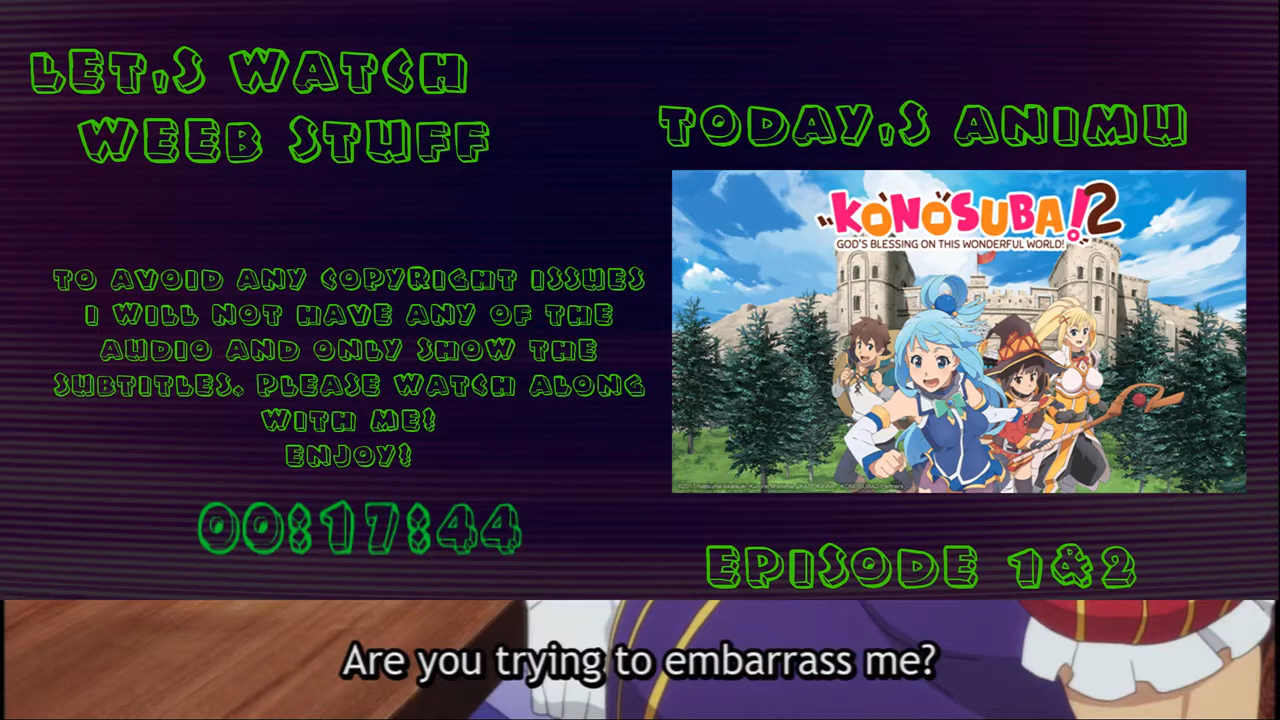 LET'S WATCH
WEEB STUFF
TO AVOID ANY COPYRIGHT ISSUES
I WILL NOT HAVE ANY OF THE
AUDIO AND ONLY SHOW THE
SUBTITLES. PLEASE WATCH ALONG
WITH ME!
ENJOY!
00:17:44
TODAY'S ANIMU
KONOSUBA!2
GOD'S BLESSING ON THIS WONDERFUL WORLD!
EPISODE 1&2
Are you trying to embarrass me?